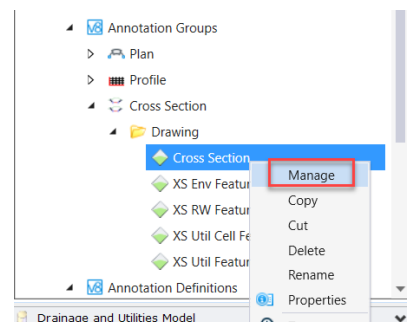 Annotation Groups
Plan
Profile
Cross Section
Drawing
Cross Section
Manage
XS Env Featur
Copy
XS RW Featur
Cut
XS Util Cell Fe
Delete
XS Util Featur
Rename
Annotation Definitions
Properties
Drainage and Utilities Model